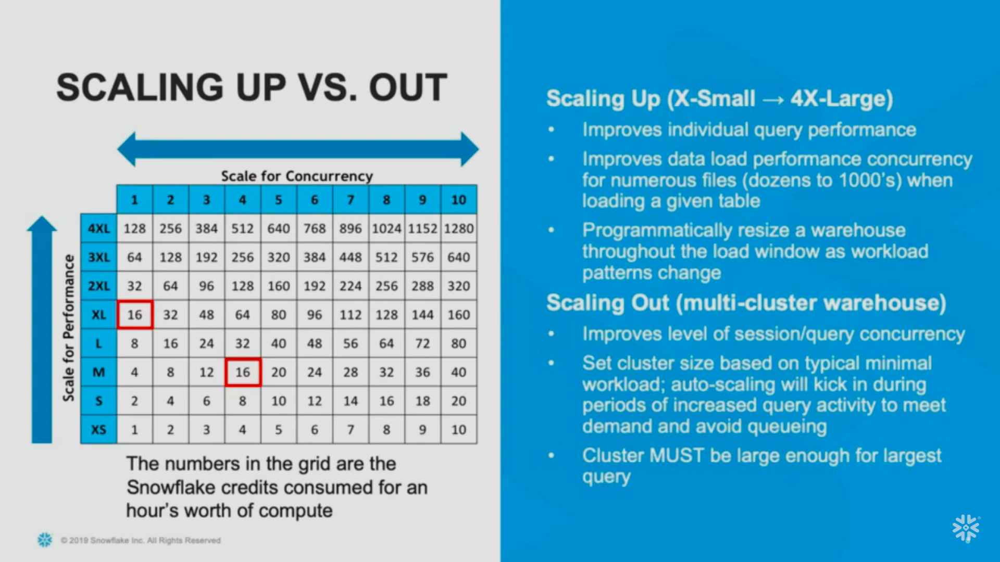 SCALING UP VS. OUT
Scale for Concurrency
Scale for Performance
1 2 3 4 5 6 7 8 9 10
4XL 128 256 384 512 640 768 896 1024 1152 1280
3XL 64 128 192 256 320 384 448 512 576 640
2XL 32 64 96 128 160 192 224 256 288 320
XL 16 32 48 64 80 96 112 128 144 160
L 8 16 24 32 40 48 56 64 72 80
M 4 8 12 16 20 24 28 32 36 40
S 2 4 6 8 10 12 14 16 18 20
XS 1 2 3 4 5 6 7 8 9 10
The numbers in the grid are the
Snowflake credits consumed for an
hour's worth of compute
© 2019 Snowflake Inc. All Rights Reserved
Scaling Up (X-Small → 4X-Large)
• Improves individual query performance
• Improves data load performance concurrency
for numerous files (dozens to 1000's) when
loading a given table
• Programmatically resize a warehouse
throughout the load window as workload
patterns change
Scaling Out (multi-cluster warehouse)
• Improves level of session/query concurrency
• Set cluster size based on typical minimal
workload; auto-scaling will kick in during
periods of increased query activity to meet
demand and avoid queueing
• Cluster MUST be large enough for largest
query